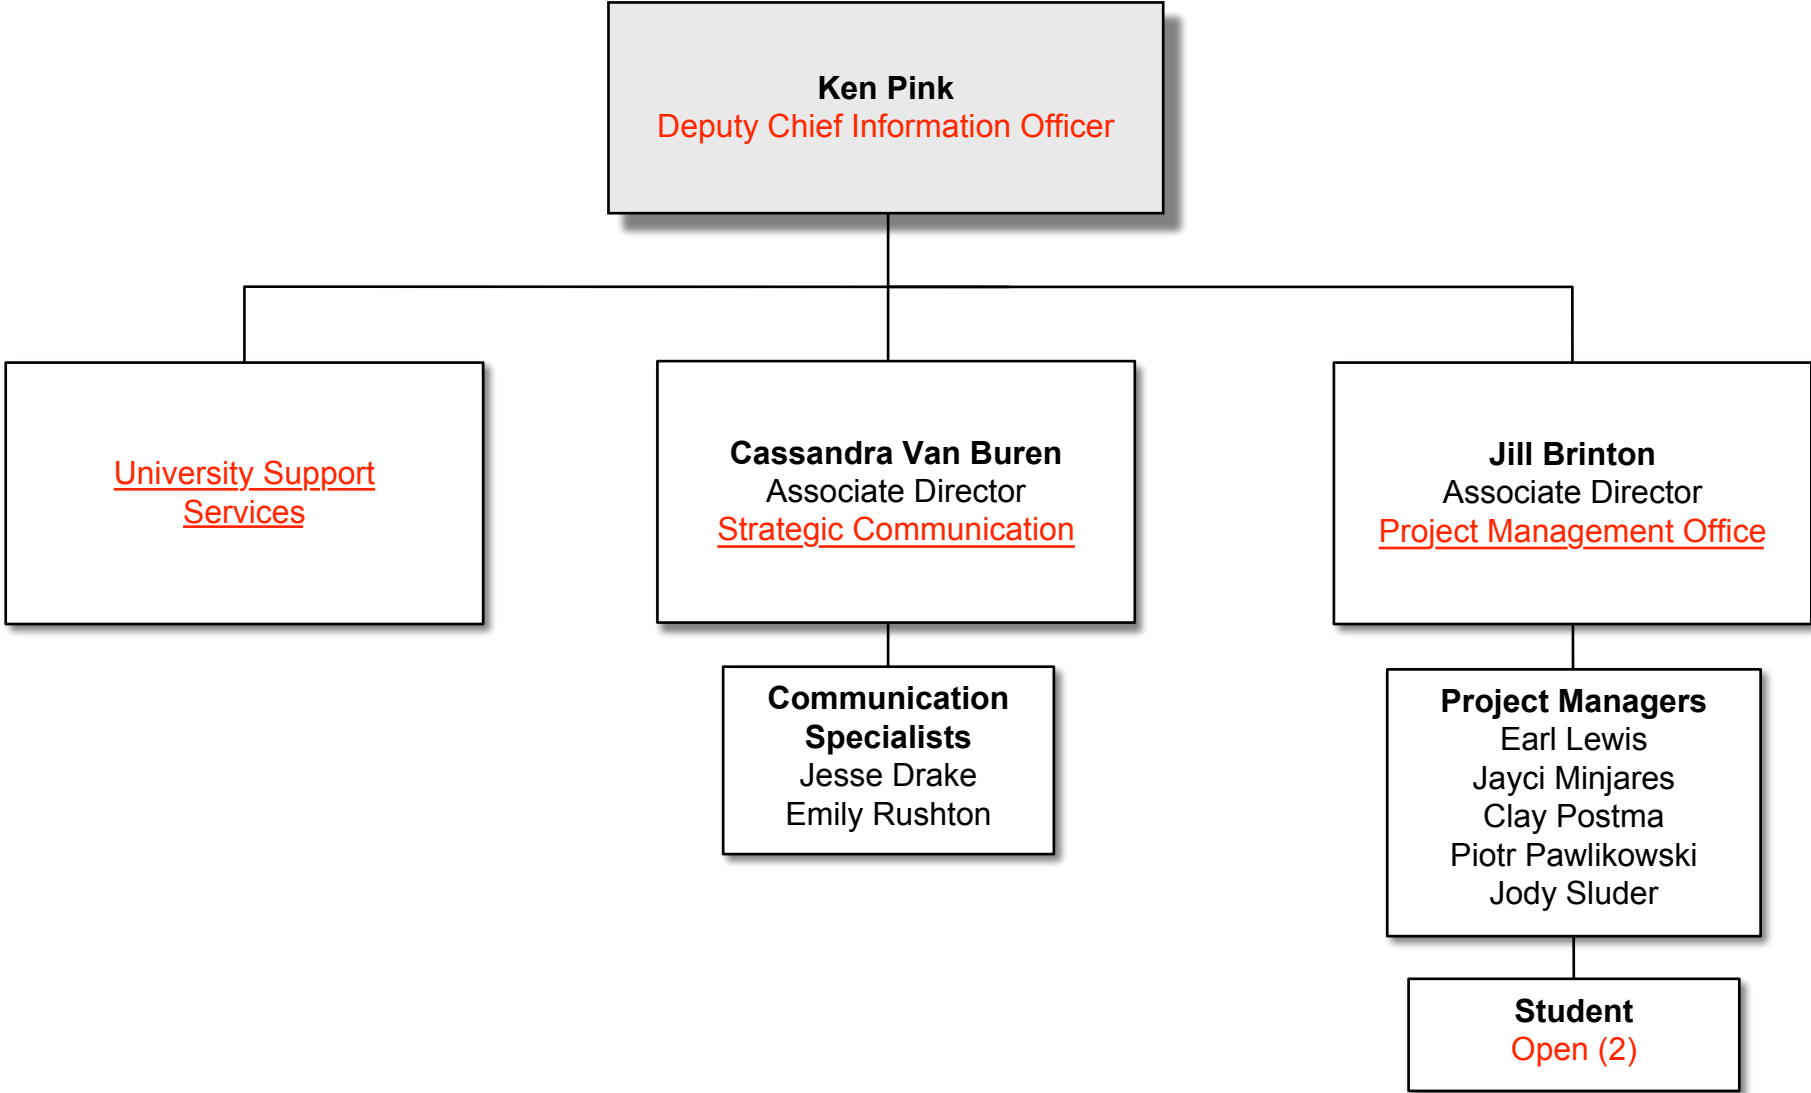 Ken Pink
Deputy Chief Information Officer
University Support
Services
Cassandra Van Buren
Associate Director
Strategic Communication
Jill Brinton
Associate Director
Project Management Office
Communication
Specialists
Jesse Drake
Emily Rushton
Project Managers
Earl Lewis
Jayci Minjares
Clay Postma
Piotr Pawlikowski
Jody Sluder
Student
Open (2)